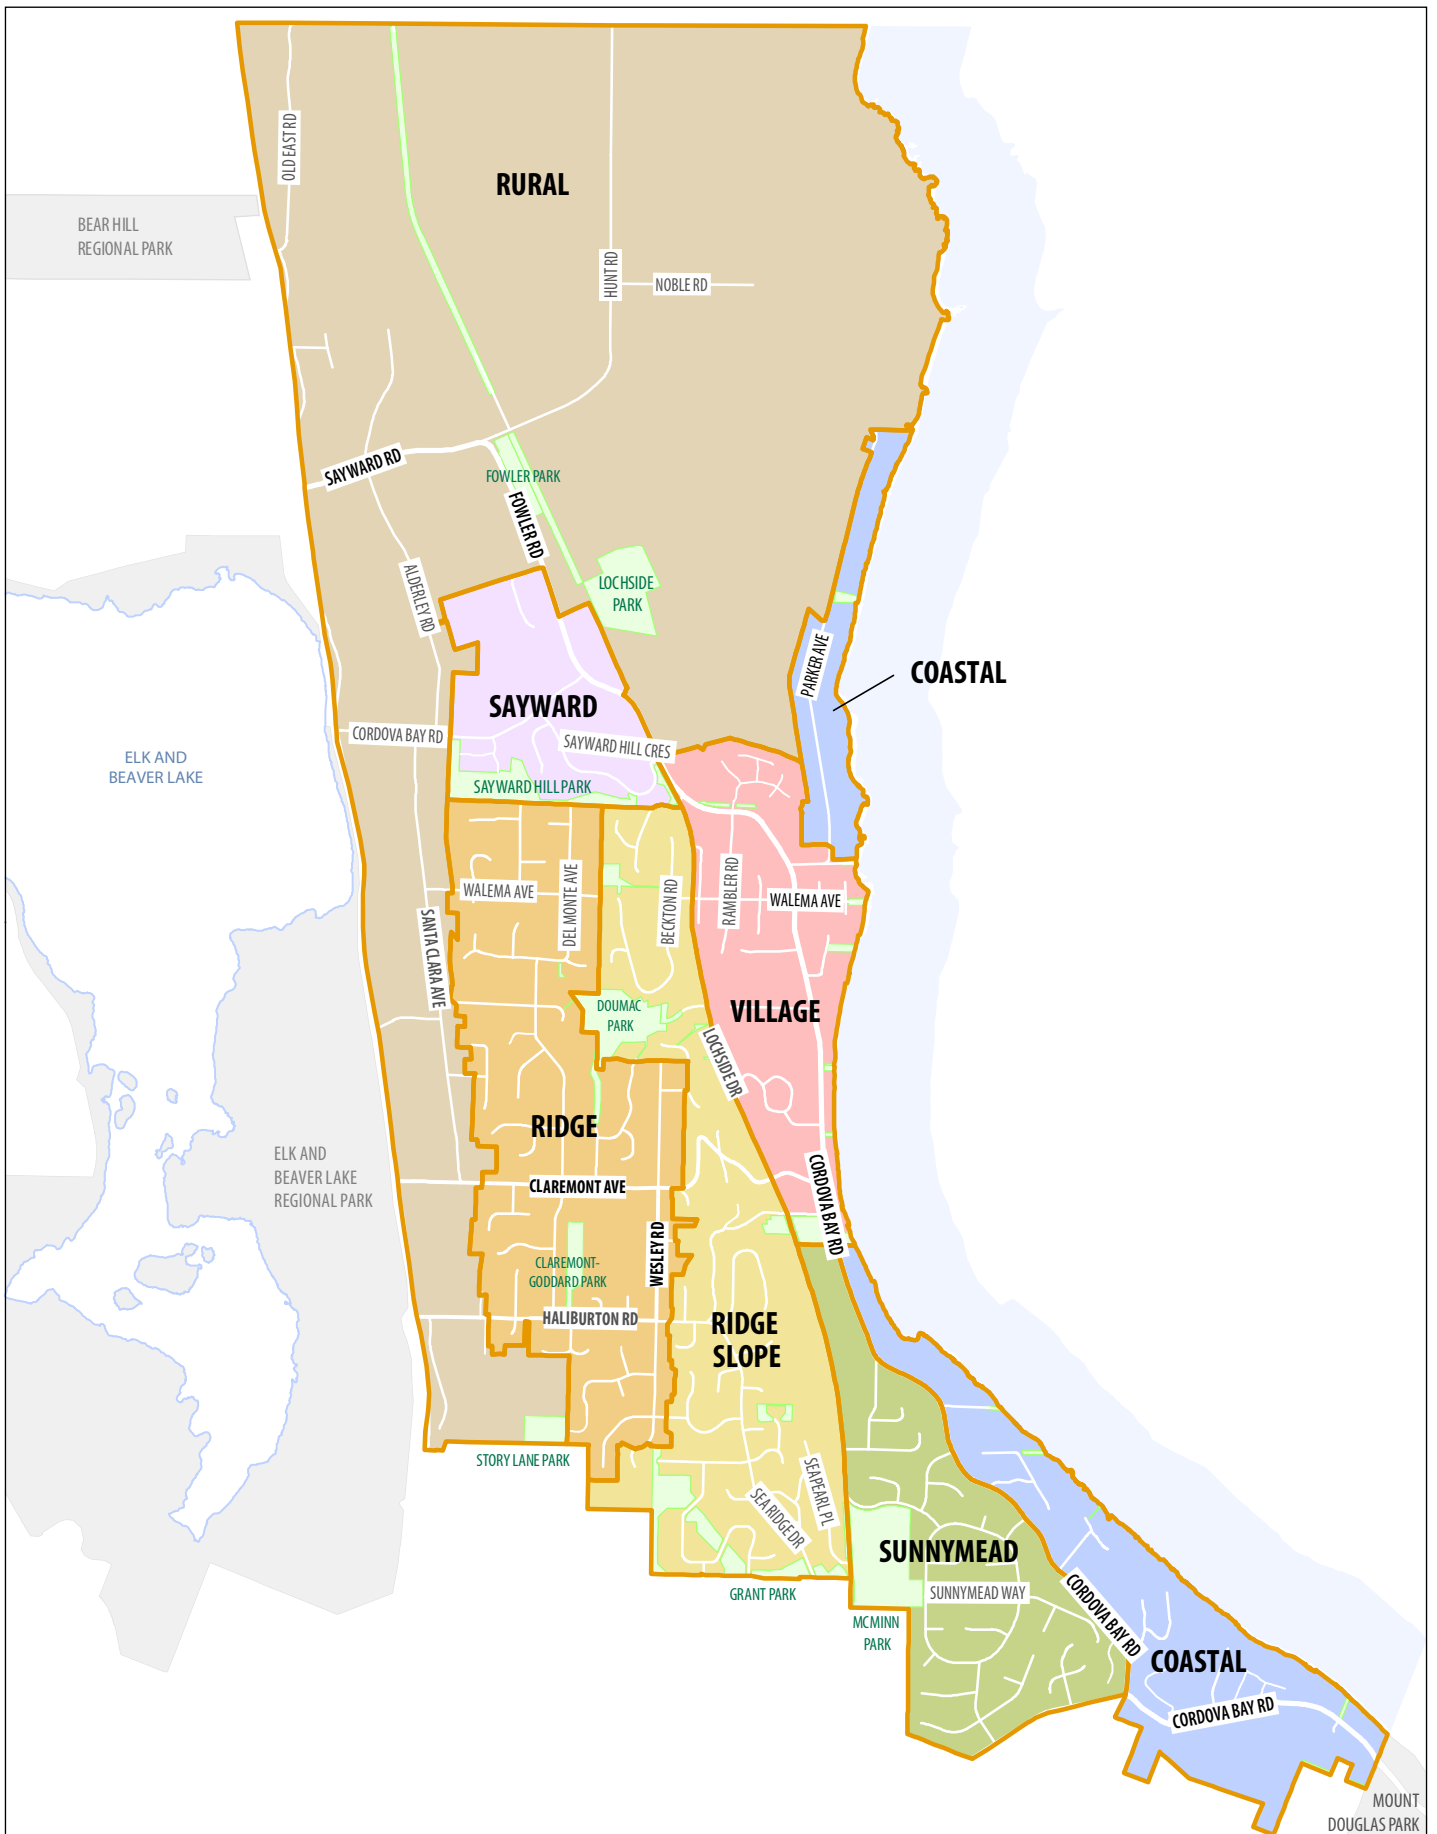 OLD EAST RD
RURAL
BEAR HILL
REGIONAL PARK
HUNT RD
NOBLE RD
SAYWARD RD
FOWLER PARK
FOWLER RD
ALDERLEY RD
LOCHSIDE
PARK
PARKER AVE
COASTAL
SAYWARD
CORDOVA BAY RD
SAYWARD HILL CRES
ELK AND
BEAVER LAKE
SAYWARD HILL PARK
WALEMA AVE
DEL MONTE AVE
BECKTON RD
RAMBLER RD
WALEMA AVE
SANTA CLARA AVE
DOUMAC
PARK
VILLAGE
LOCHSIDE DR
RIDGE
ELK AND
BEAVER LAKE
REGIONAL PARK
CLAREMONT AVE
CORDOVA BAY RD
WESLEY RD
CLAREMONT-
GODDARD PARK
HALIBURTON RD
RIDGE
SLOPE
STORY LANE PARK
SEA RIDGE DR
SEAPEARL PL
SUNNYMEAD
GRANT PARK
SUNNYMEAD WAY
MCMINN
PARK
CORDOVA BAY RD
COASTAL
CORDOVA BAY RD
MOUNT
DOUGLAS PARK